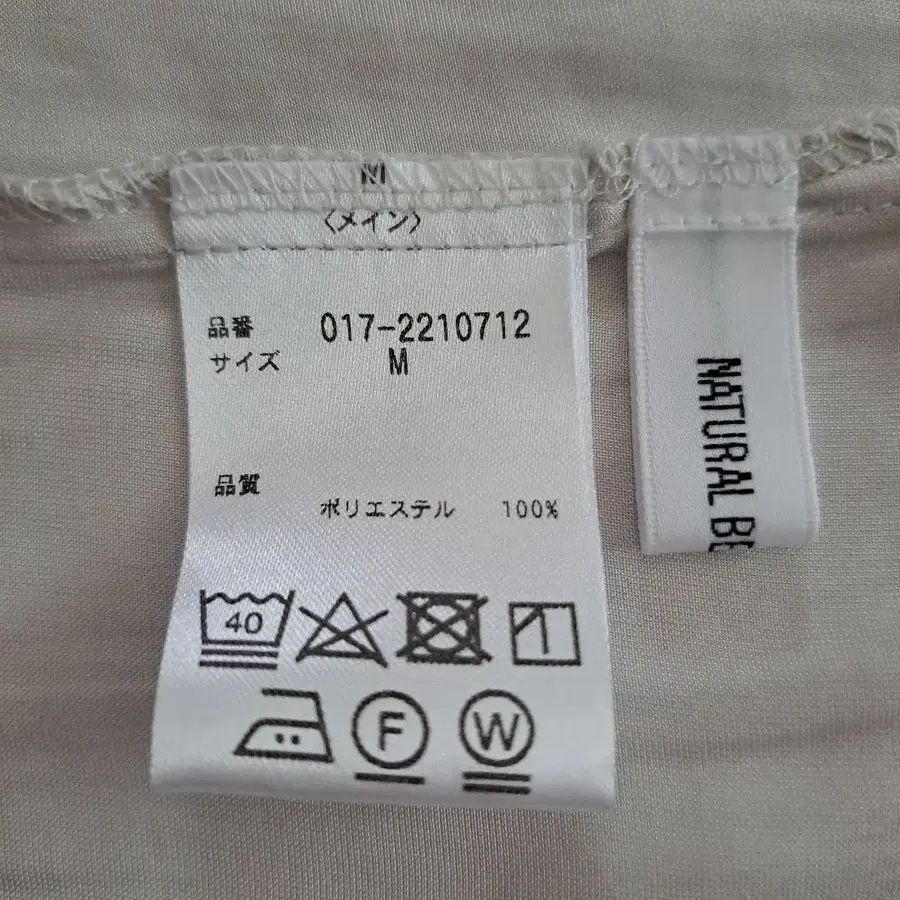 M
〈メイン〉
品番 017-2210712
サイズ M
品質
ポリエステル 100%
40
F
W
NATURAL BE